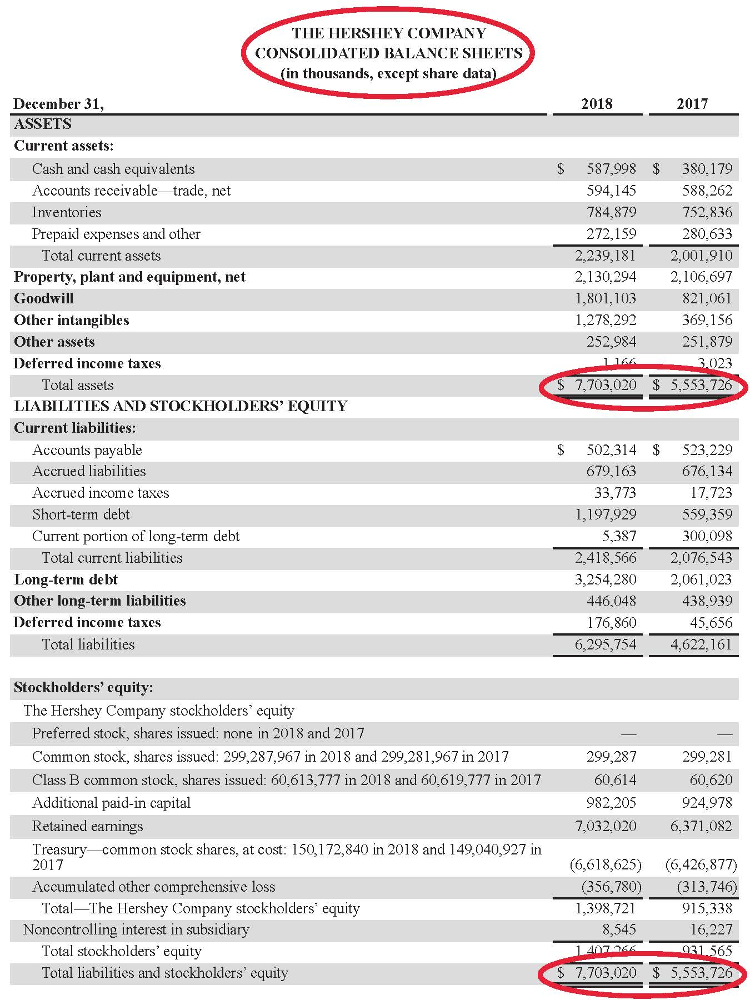 THE HERSHEY COMPANY
CONSOLIDATED BALANCE SHEETS
(in thousands, except share data)
December 31, 2018 2017
ASSETS
Current assets:
Cash and cash equivalents $ 587,998 $ 380,179
Accounts receivable—trade, net 594,145 588,262
Inventories 784,879 752,836
Prepaid expenses and other 272,159 280,633
Total current assets 2,239,181 2,001,910
Property, plant and equipment, net 2,130,294 2,106,697
Goodwill 1,801,103 821,061
Other intangibles 1,278,292 369,156
Other assets 252,984 251,879
Deferred income taxes 1,166 3,023
Total assets $ 7,703,020 $ 5,553,726
LIABILITIES AND STOCKHOLDERS’ EQUITY
Current liabilities:
Accounts payable $ 502,314 $ 523,229
Accrued liabilities 679,163 676,134
Accrued income taxes 33,773 17,723
Short-term debt 1,197,929 559,359
Current portion of long-term debt 5,387 300,098
Total current liabilities 2,418,566 2,076,543
Long-term debt 3,254,280 2,061,023
Other long-term liabilities 446,048 438,939
Deferred income taxes 176,860 45,656
Total liabilities 6,295,754 4,622,161
Stockholders’ equity:
The Hershey Company stockholders’ equity
Preferred stock, shares issued: none in 2018 and 2017 — —
Common stock, shares issued: 299,287,967 in 2018 and 299,281,967 in 2017 299,287 299,281
Class B common stock, shares issued: 60,613,777 in 2018 and 60,619,777 in 2017 60,614 60,620
Additional paid-in capital 982,205 924,978
Retained earnings 7,032,020 6,371,082
Treasury—common stock shares, at cost: 150,172,840 in 2018 and 149,040,927 in
2017 (6,618,625) (6,426,877)
Accumulated other comprehensive loss (356,780) (313,746)
Total—The Hershey Company stockholders’ equity 1,398,721 915,338
Noncontrolling interest in subsidiary 8,545 16,227
Total stockholders’ equity 1,407,266 931,565
Total liabilities and stockholders’ equity $ 7,703,020 $ 5,553,726